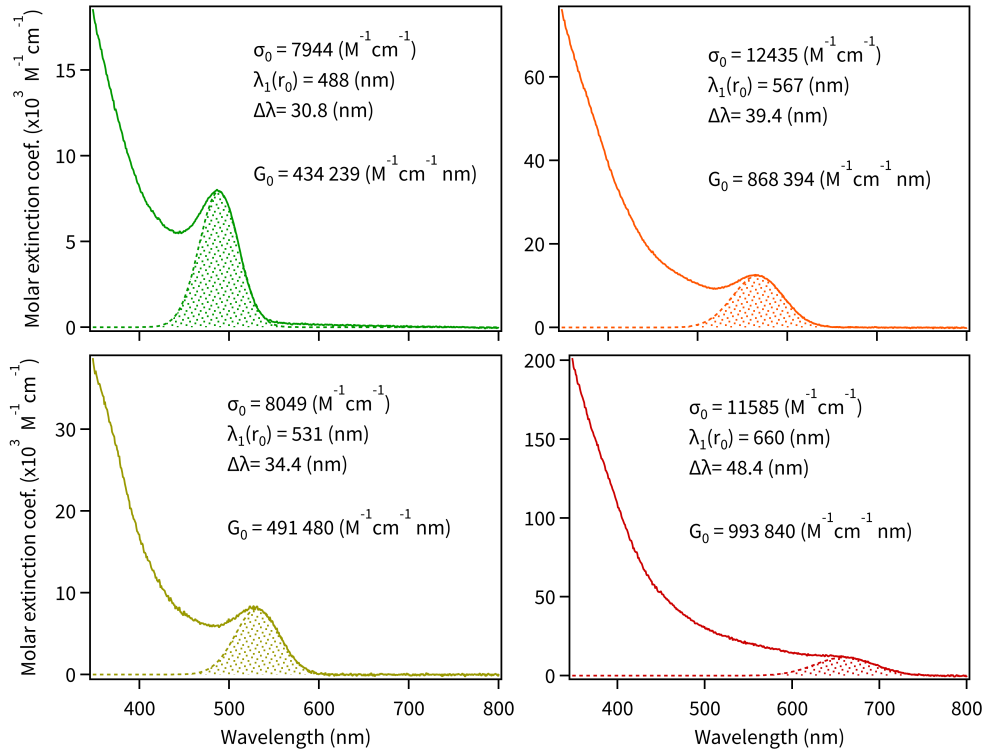 Molar extinction coef. (x10³ M⁻¹ cm⁻¹)
15
10
5
0
σ₀ = 7944 (M⁻¹cm⁻¹)
λ₁(r₀) = 488 (nm)
Δλ= 30.8 (nm)
G₀ = 434 239 (M⁻¹cm⁻¹ nm)
60
40
20
0
σ₀ = 12435 (M⁻¹cm⁻¹)
λ₁(r₀) = 567 (nm)
Δλ= 39.4 (nm)
G₀ = 868 394 (M⁻¹cm⁻¹ nm)
Molar extinction coef. (x10³ M⁻¹ cm⁻¹)
30
20
10
0
σ₀ = 8049 (M⁻¹cm⁻¹)
λ₁(r₀) = 531 (nm)
Δλ= 34.4 (nm)
G₀ = 491 480 (M⁻¹cm⁻¹ nm)
400 500 600 700 800
Wavelength (nm)
200
150
100
50
0
σ₀ = 11585 (M⁻¹cm⁻¹)
λ₁(r₀) = 660 (nm)
Δλ= 48.4 (nm)
G₀ = 993 840 (M⁻¹cm⁻¹ nm)
400 500 600 700 800
Wavelength (nm)